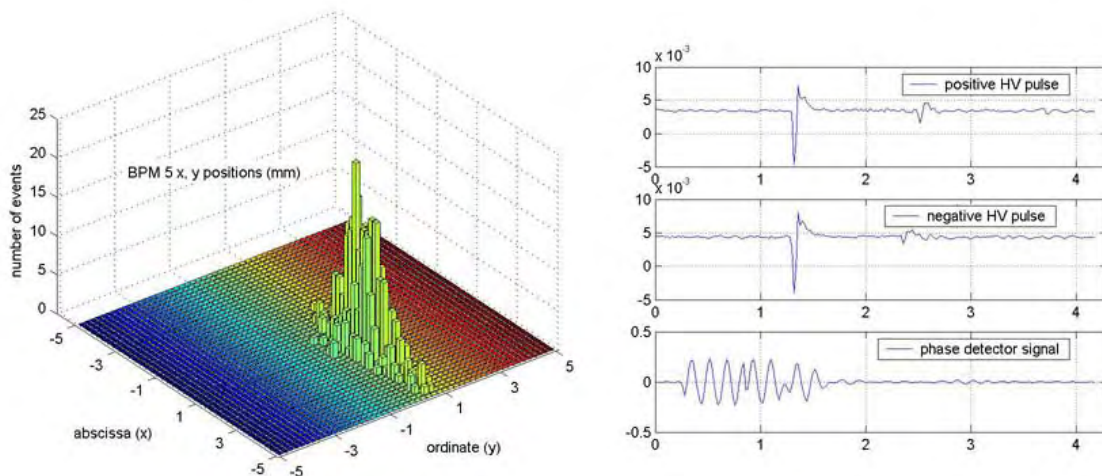 25
20
15
10
5
0
number of events
BPM 5 x, y positions (mm)
-5
-3
-1
1
3
-5
abscissa (x)
-5
-3
-1
1
3
5
ordinate (y)
x 10⁻³
10
5
0
-5
positive HV pulse
0 1 2 3 4
x 10⁻³
10
5
0
-5
negative HV pulse
0 1 2 3 4
0.5
0
-0.5
phase detector signal
0 1 2 3 4